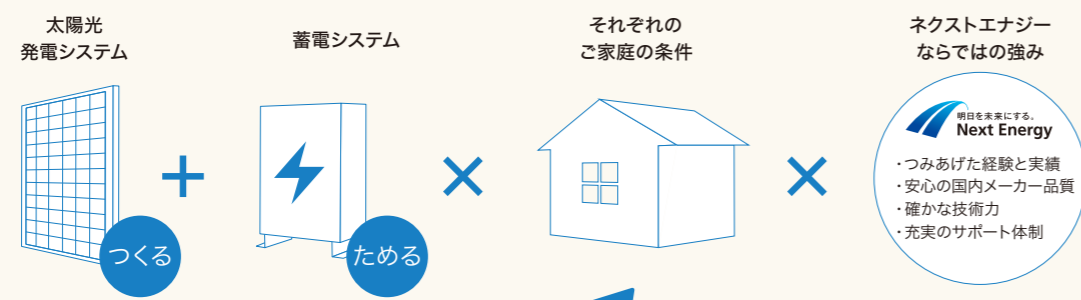 太陽光
発電システム
つくる
+
蓄電システム
ためる
×
それぞれの
ご家庭の条件
×
ネクストエナジー
ならではの強み
明日を未来にする。
Next Energy
・つみあげた経験と実績
・安心の国内メーカー品質
・確かな技術力
・充実のサポート体制